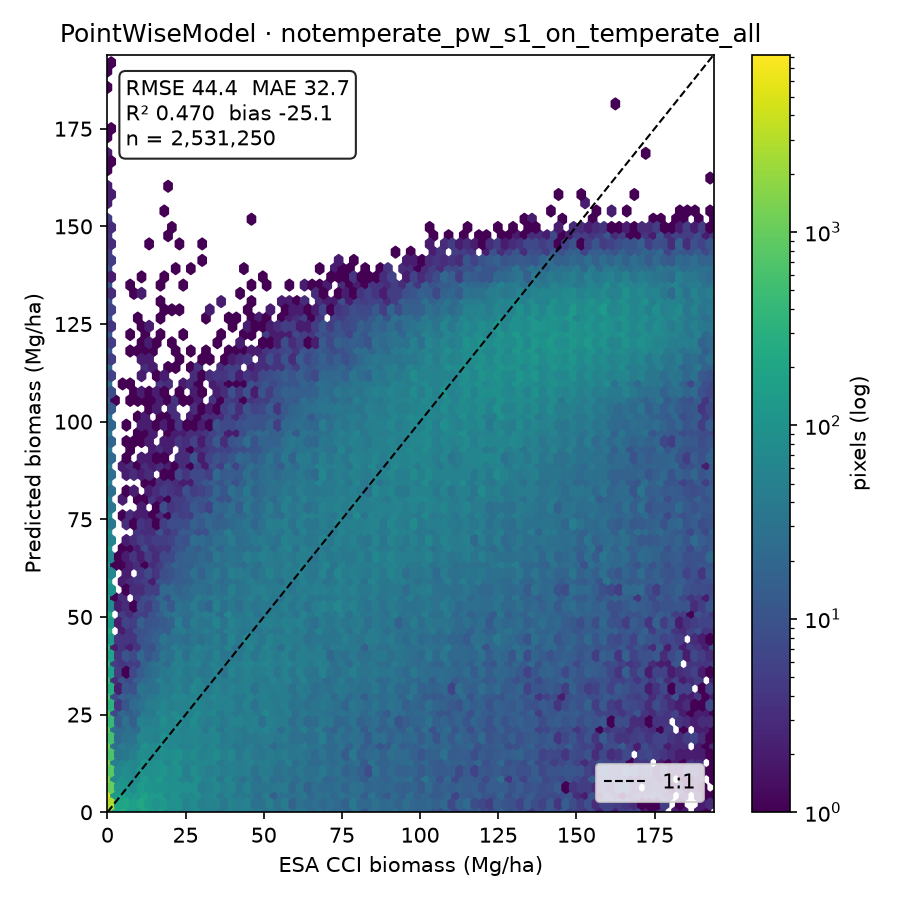 PointWiseModel · notemperate_pw_s1_on_temperate_all
RMSE 44.4  MAE 32.7
R² 0.470  bias -25.1
n = 2,531,250
Predicted biomass (Mg/ha)
175
150
125
100
75
50
25
0
0 25 50 75 100 125 150 175
ESA CCI biomass (Mg/ha)
1:1
10³
10²
10¹
10⁰
pixels (log)